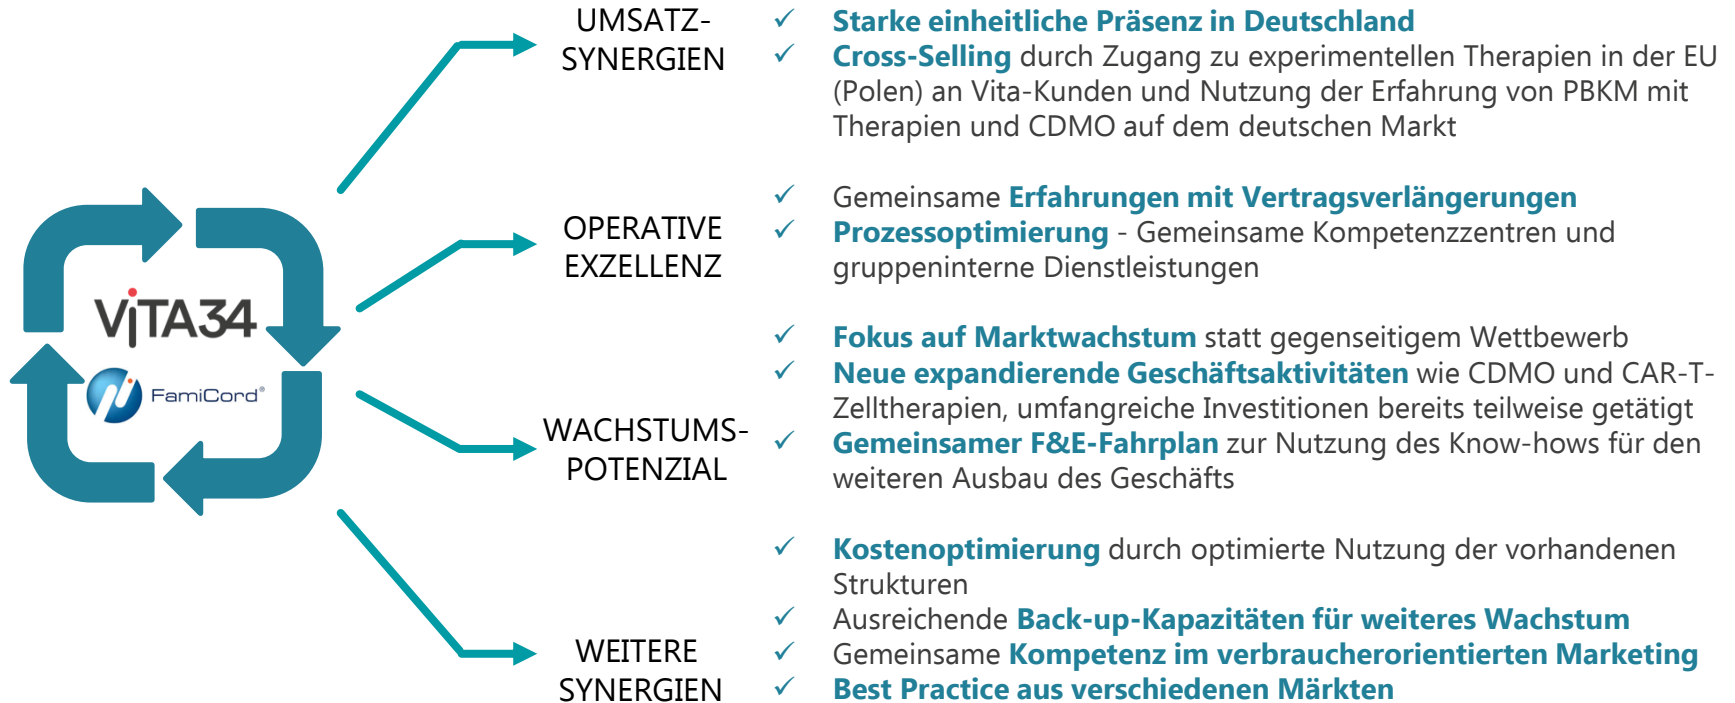 UMSATZ-
SYNERGIEN
✓ Starke einheitliche Präsenz in Deutschland
✓ Cross-Selling durch Zugang zu experimentellen Therapien in der EU
(Polen) an Vita-Kunden und Nutzung der Erfahrung von PBKM mit
Therapien und CDMO auf dem deutschen Markt
OPERATIVE
EXZELLENZ
✓ Gemeinsame Erfahrungen mit Vertragsverlängerungen
✓ Prozessoptimierung - Gemeinsame Kompetenzzentren und
gruppeninterne Dienstleistungen
ViTA34
FamiCord®
WACHSTUMS-
POTENZIAL
✓ Fokus auf Marktwachstum statt gegenseitigem Wettbewerb
✓ Neue expandierende Geschäftsaktivitäten wie CDMO und CAR-T-
Zelltherapien, umfangreiche Investitionen bereits teilweise getätigt
✓ Gemeinsamer F&E-Fahrplan zur Nutzung des Know-hows für den
weiteren Ausbau des Geschäfts
WEITERE
SYNERGIEN
✓ Kostenoptimierung durch optimierte Nutzung der vorhandenen
Strukturen
✓ Ausreichende Back-up-Kapazitäten für weiteres Wachstum
✓ Gemeinsame Kompetenz im verbraucherorientierten Marketing
✓ Best Practice aus verschiedenen Märkten